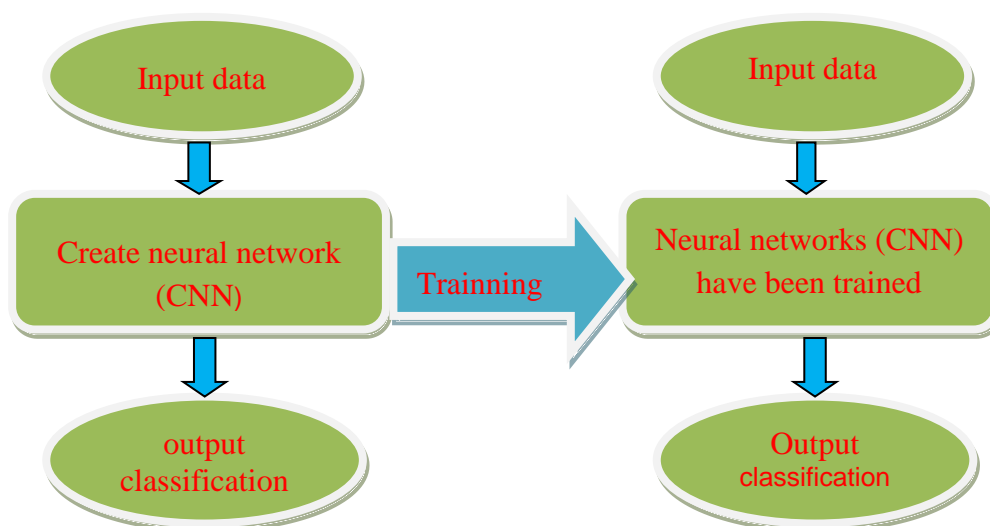 Input data
Create neural network
(CNN)
output
classification
Trainning
Input data
Neural networks (CNN)
have been trained
Output
classification